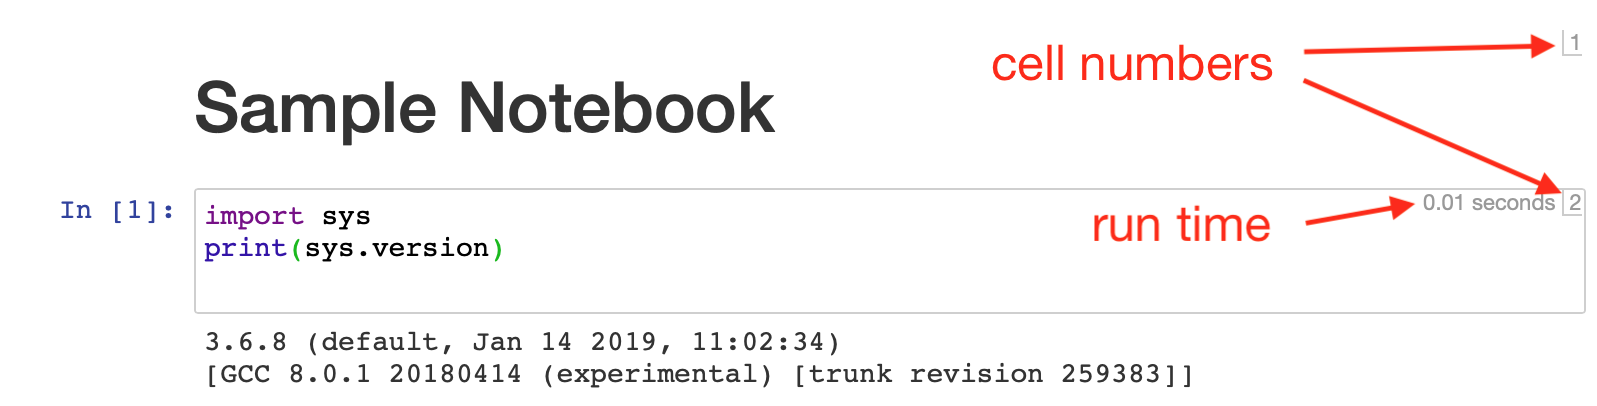 cell numbers
1
Sample Notebook
In [1]:
import sys
0.01 seconds 2
print(sys.version)
run time
3.6.8 (default, Jan 14 2019, 11:02:34)
[GCC 8.0.1 20180414 (experimental) [trunk revision 259383]]